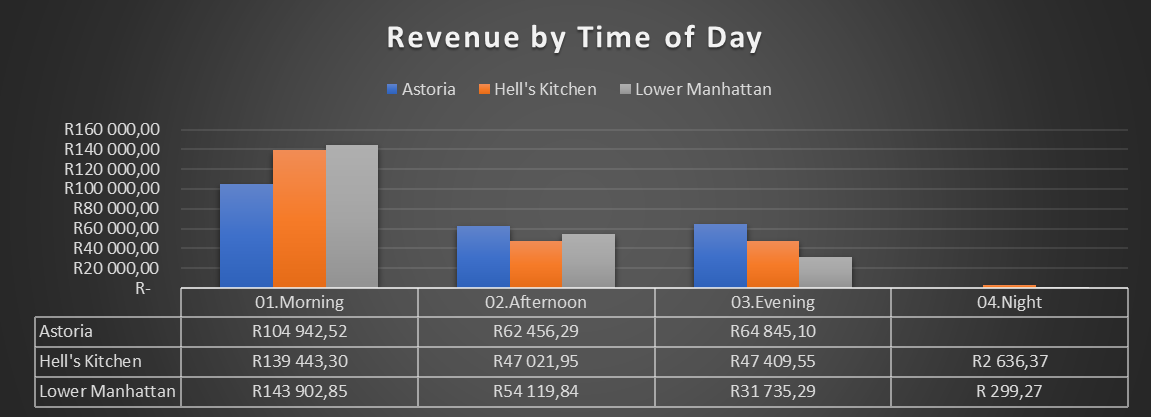 Revenue by Time of Day
Astoria Hell's Kitchen Lower Manhattan
R160 000,00
R140 000,00
R120 000,00
R100 000,00
R80 000,00
R60 000,00
R40 000,00
R20 000,00
R-
01.Morning 02.Afternoon 03.Evening 04.Night
Astoria R104 942,52 R62 456,29 R64 845,10
Hell's Kitchen R139 443,30 R47 021,95 R47 409,55 R2 636,37
Lower Manhattan R143 902,85 R54 119,84 R31 735,29 R 299,27